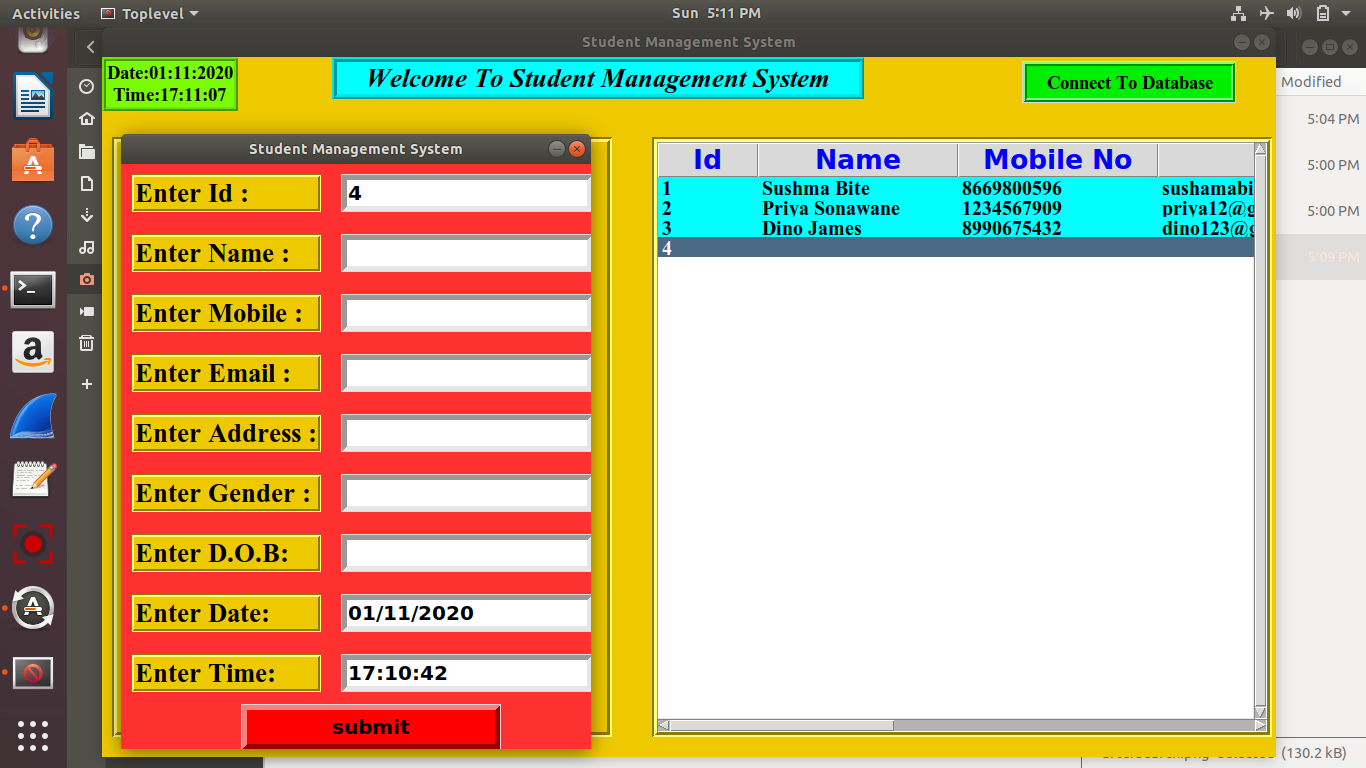 Activities Toplevel Sun 5:11 PM
Student Management System
Date:01:11:2020
Time:17:11:07
Welcome To Student Management System
Connect To Database
Modified
5:04 PM
5:00 PM
5:00 PM
5:09 PM
Student Management System
Enter Id : 4
Enter Name :
Enter Mobile :
Enter Email :
Enter Address :
Enter Gender :
Enter D.O.B:
Enter Date: 01/11/2020
Enter Time: 17:10:42
submit
Id Name Mobile No
1 Sushma Bite 8669800596 sushamabi
2 Priya Sonawane 1234567909 priya12@g
3 Dino James 8990675432 dino123@g
4
(130.2 kB)